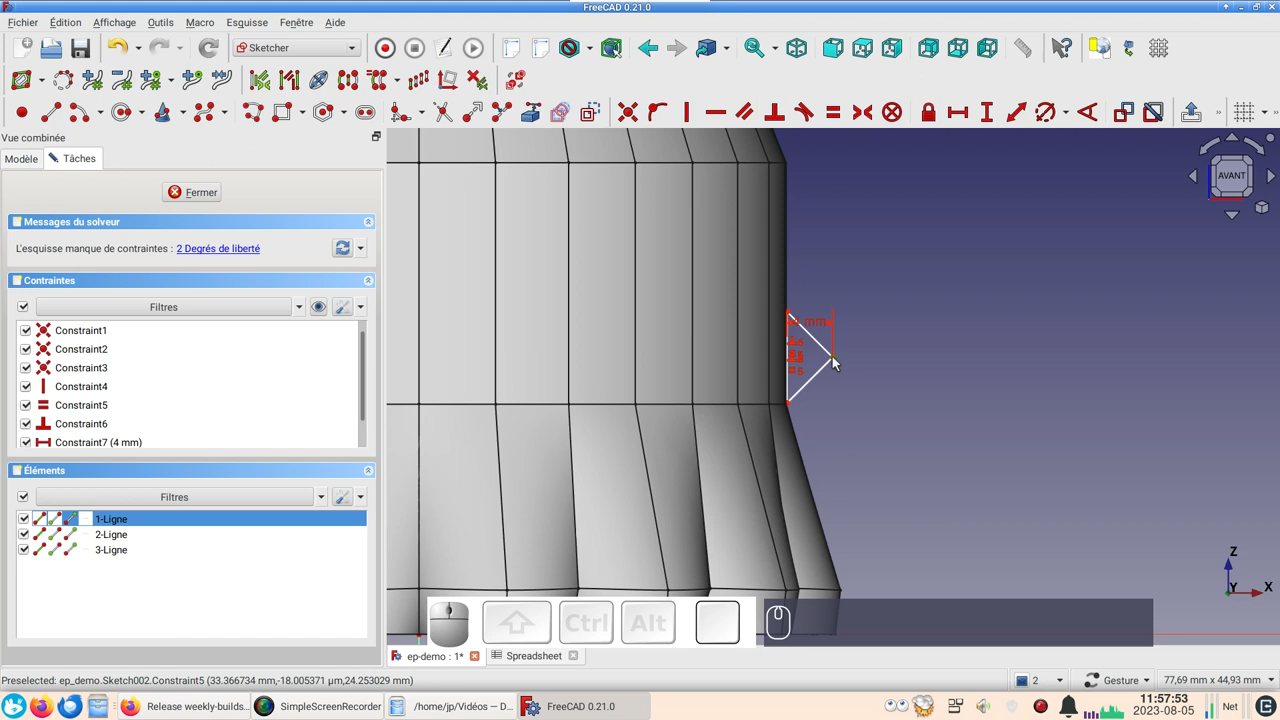 FreeCAD 0.21.0
Fichier Édition Affichage Outils Macro Esquisse Fenêtre Aide
Sketcher
Vue combinée
Modèle Tâches
Fermer
Messages du solveur
L'esquisse manque de contraintes : 2 Degrés de liberté
Contraintes
Filtres
Constraint1
Constraint2
Constraint3
Constraint4
Constraint5
Constraint6
Constraint7 (4 mm)
Éléments
Filtres
1-Ligne
2-Ligne
3-Ligne
AVANT
mm
6
5
Z
Y X
Ctrl Alt
ep-demo : 1* Spreadsheet
Preselected: ep_demo.Sketch002.Constraint5 (33.366734 mm,-18.005371 µm,24.253029 mm)
2 Gesture 77,69 mm x 44,93 mm
Release weekly-builds... SimpleScreenRecorder /home/jp/Vidéos — D... FreeCAD 0.21.0
11:57:53
2023-08-05
Net